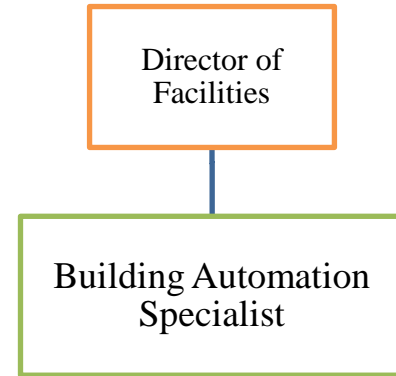 Director of
Facilities
Building Automation
Specialist